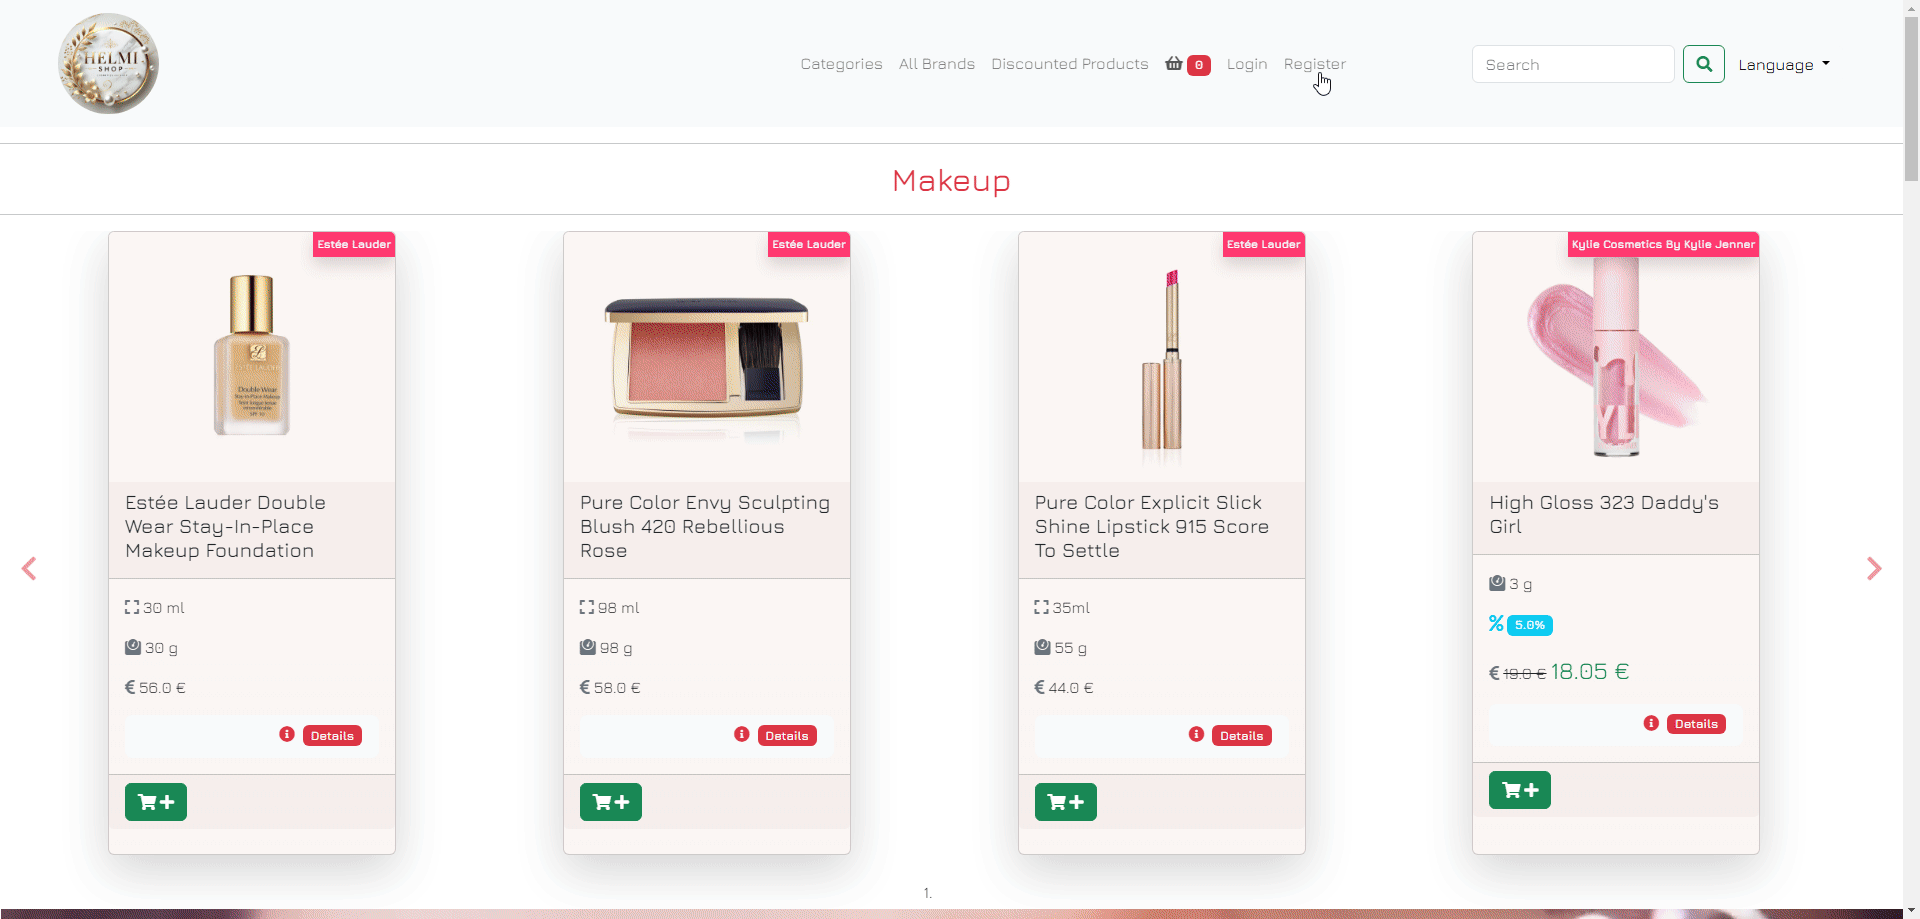 HELMI
SHOP
Categories All Brands Discounted Products 0 Login Register
Search
Language
Makeup
Estée Lauder
Estée Lauder
Estée Lauder
Kylie Cosmetics By Kylie Jenner
Double Wear
Estée Lauder Double
Wear Stay-In-Place
Makeup Foundation
30 ml
30 g
€ 56.0 €
Details
Pure Color Envy Sculpting
Blush 420 Rebellious
Rose
98 ml
98 g
€ 58.0 €
Details
Pure Color Explicit Slick
Shine Lipstick 915 Score
To Settle
35ml
55 g
€ 44.0 €
Details
High Gloss 323 Daddy's
Girl
3 g
% 5.0%
€ 19.0 € 18.05 €
Details
1.